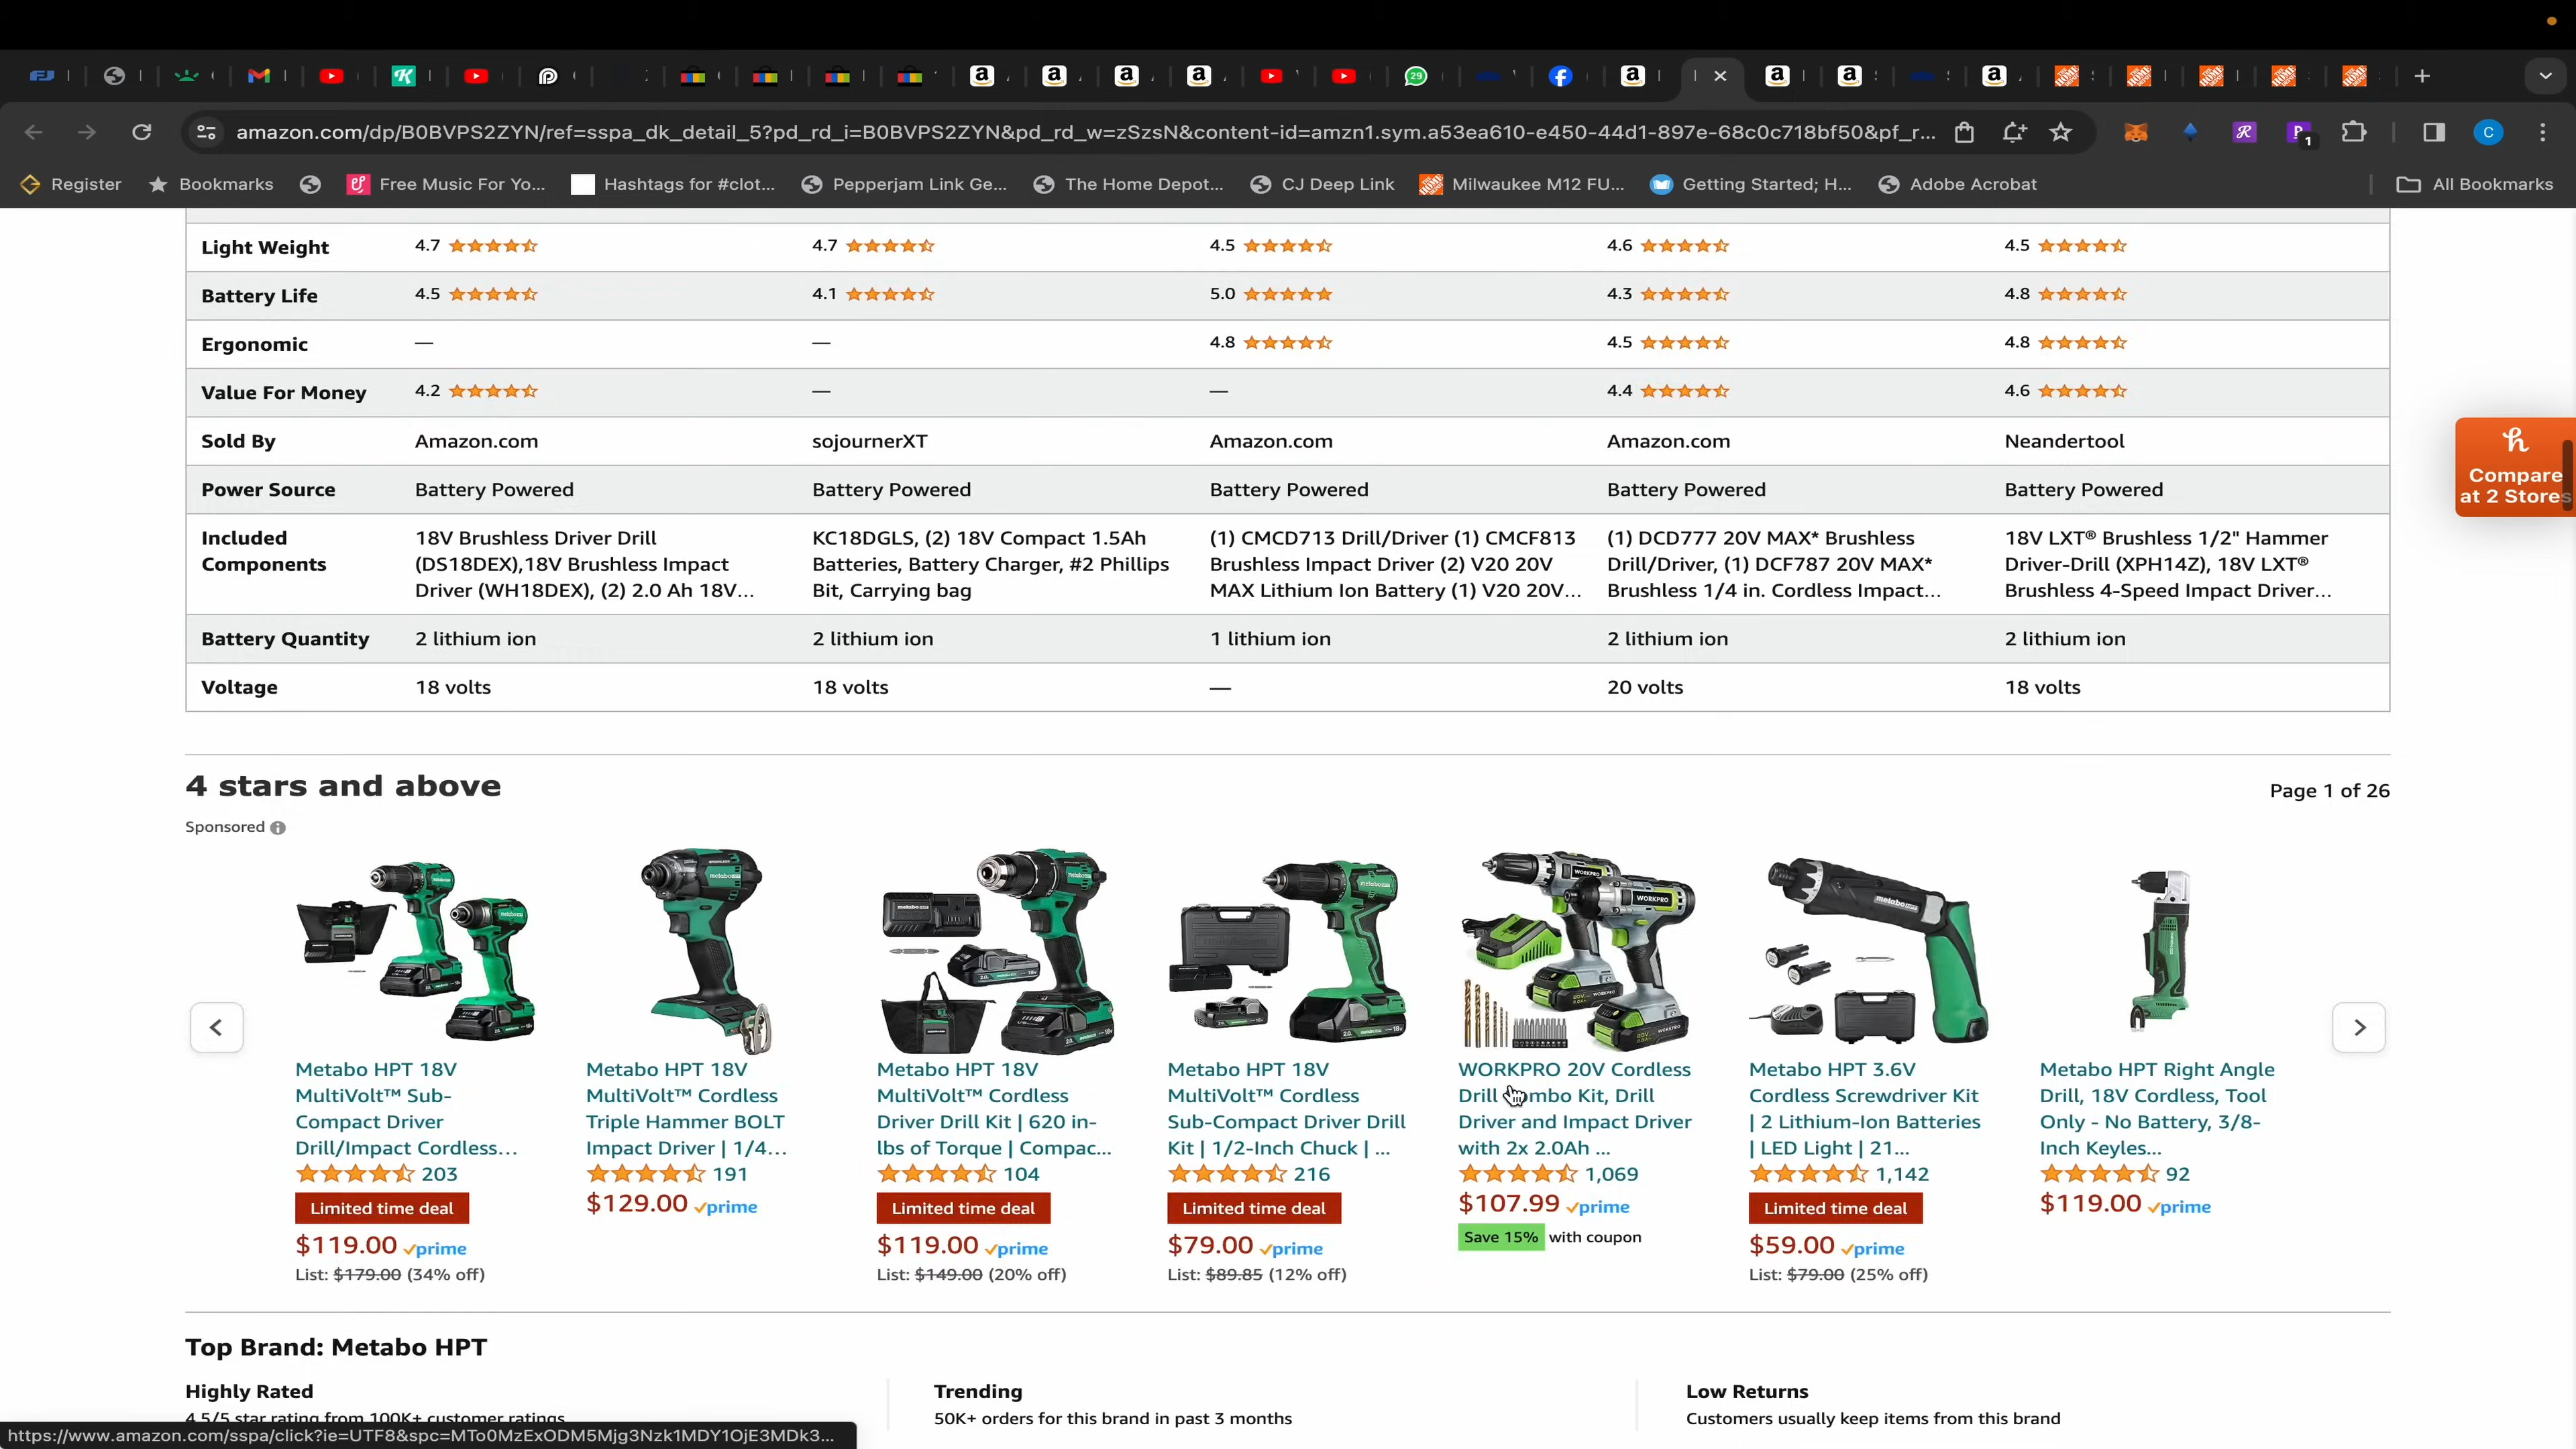 29
amazon.com/dp/B0BVPS2ZYN/ref=sspa_dk_detail_5?pd_rd_i=B0BVPS2ZYN&pd_rd_w=zSzsN&content-id=amzn1.sym.a53ea610-e450-44d1-897e-68c0c718bf50&pf_r...
1
C
Register Bookmarks Free Music For Yo... Hashtags for #clot... Pepperjam Link Ge... The Home Depot... CJ Deep Link Milwaukee M12 FU... Getting Started; H... Adobe Acrobat All Bookmarks
Light Weight 4.7 4.7 4.5 4.6 4.5
Battery Life 4.5 4.1 5.0 4.3 4.8
Ergonomic — — 4.8 4.5 4.8
Value For Money 4.2 — — 4.4 4.6
Sold By Amazon.com sojournerXT Amazon.com Amazon.com Neandertool
Power Source Battery Powered Battery Powered Battery Powered Battery Powered Battery Powered
Included
Components
18V Brushless Driver Drill
(DS18DEX),18V Brushless Impact
Driver (WH18DEX), (2) 2.0 Ah 18V...
KC18DGLS, (2) 18V Compact 1.5Ah
Batteries, Battery Charger, #2 Phillips
Bit, Carrying bag
(1) CMCD713 Drill/Driver (1) CMCF813
Brushless Impact Driver (2) V20 20V
MAX Lithium Ion Battery (1) V20 20V...
(1) DCD777 20V MAX* Brushless
Drill/Driver, (1) DCF787 20V MAX*
Brushless 1/4 in. Cordless Impact...
18V LXT® Brushless 1/2" Hammer
Driver-Drill (XPH14Z), 18V LXT®
Brushless 4-Speed Impact Driver...
Battery Quantity 2 lithium ion 2 lithium ion 1 lithium ion 2 lithium ion 2 lithium ion
Voltage 18 volts 18 volts — 20 volts 18 volts
Compare
at 2 Stores
4 stars and above
Page 1 of 26
Sponsored
Metabo HPT 18V
MultiVolt™ Sub-
Compact Driver
Drill/Impact Cordless...
203
Limited time deal
$119.00 prime
List: $179.00 (34% off)
Metabo HPT 18V
MultiVolt™ Cordless
Triple Hammer BOLT
Impact Driver | 1/4...
191
$129.00 prime
Metabo HPT 18V
MultiVolt™ Cordless
Driver Drill Kit | 620 in-
lbs of Torque | Compac...
104
Limited time deal
$119.00 prime
List: $149.00 (20% off)
Metabo HPT 18V
MultiVolt™ Cordless
Sub-Compact Driver Drill
Kit | 1/2-Inch Chuck | ...
216
Limited time deal
$79.00 prime
List: $89.85 (12% off)
WORKPRO
WORKPRO
WORKPRO 20V Cordless
Drill ombo Kit, Drill
Driver and Impact Driver
with 2x 2.0Ah ...
1,069
$107.99 prime
Save 15% with coupon
metabo
Metabo HPT 3.6V
Cordless Screwdriver Kit
| 2 Lithium-Ion Batteries
| LED Light | 21...
1,142
Limited time deal
$59.00 prime
List: $79.00 (25% off)
Metabo HPT Right Angle
Drill, 18V Cordless, Tool
Only - No Battery, 3/8-
Inch Keyles...
92
$119.00 prime
Top Brand: Metabo HPT
Highly Rated
4.5/5 star rating from 100K+ customer ratings
Trending
50K+ orders for this brand in past 3 months
Low Returns
Customers usually keep items from this brand
https://www.amazon.com/sspa/click?ie=UTF8&spc=MTo0MzExODM5Mjg3Nzk1MDY1OjE3MDk3...